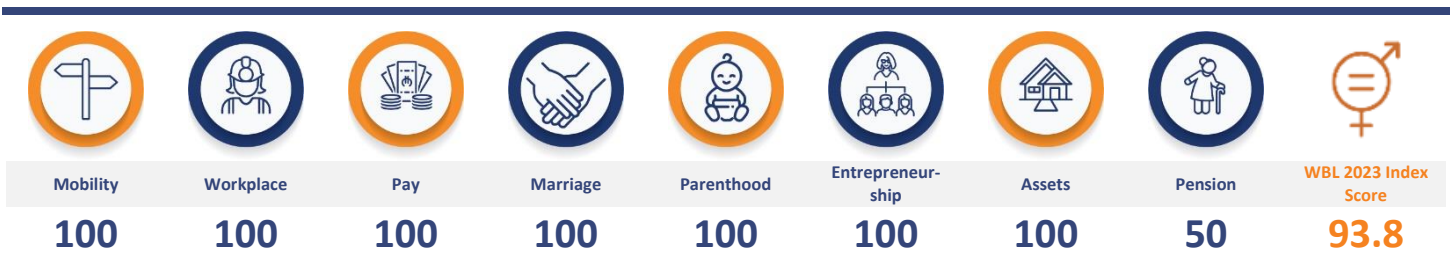 Mobility
Workplace
Pay
Marriage
Parenthood
Entrepreneur-
ship
Assets
Pension
WBL 2023 Index
Score
100
100
100
100
100
100
100
50
93.8